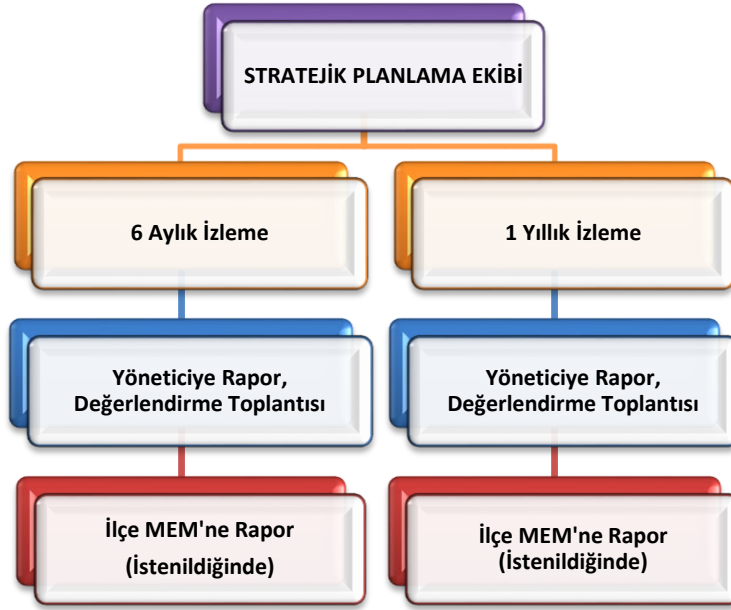 STRATEJİK PLANLAMA EKİBİ
6 Aylık İzleme
1 Yıllık İzleme
Yöneticiye Rapor,
Değerlendirme Toplantısı
Yöneticiye Rapor,
Değerlendirme Toplantısı
İlçe MEM'ne Rapor
(İstenildiğinde)
İlçe MEM'ne Rapor
(İstenildiğinde)